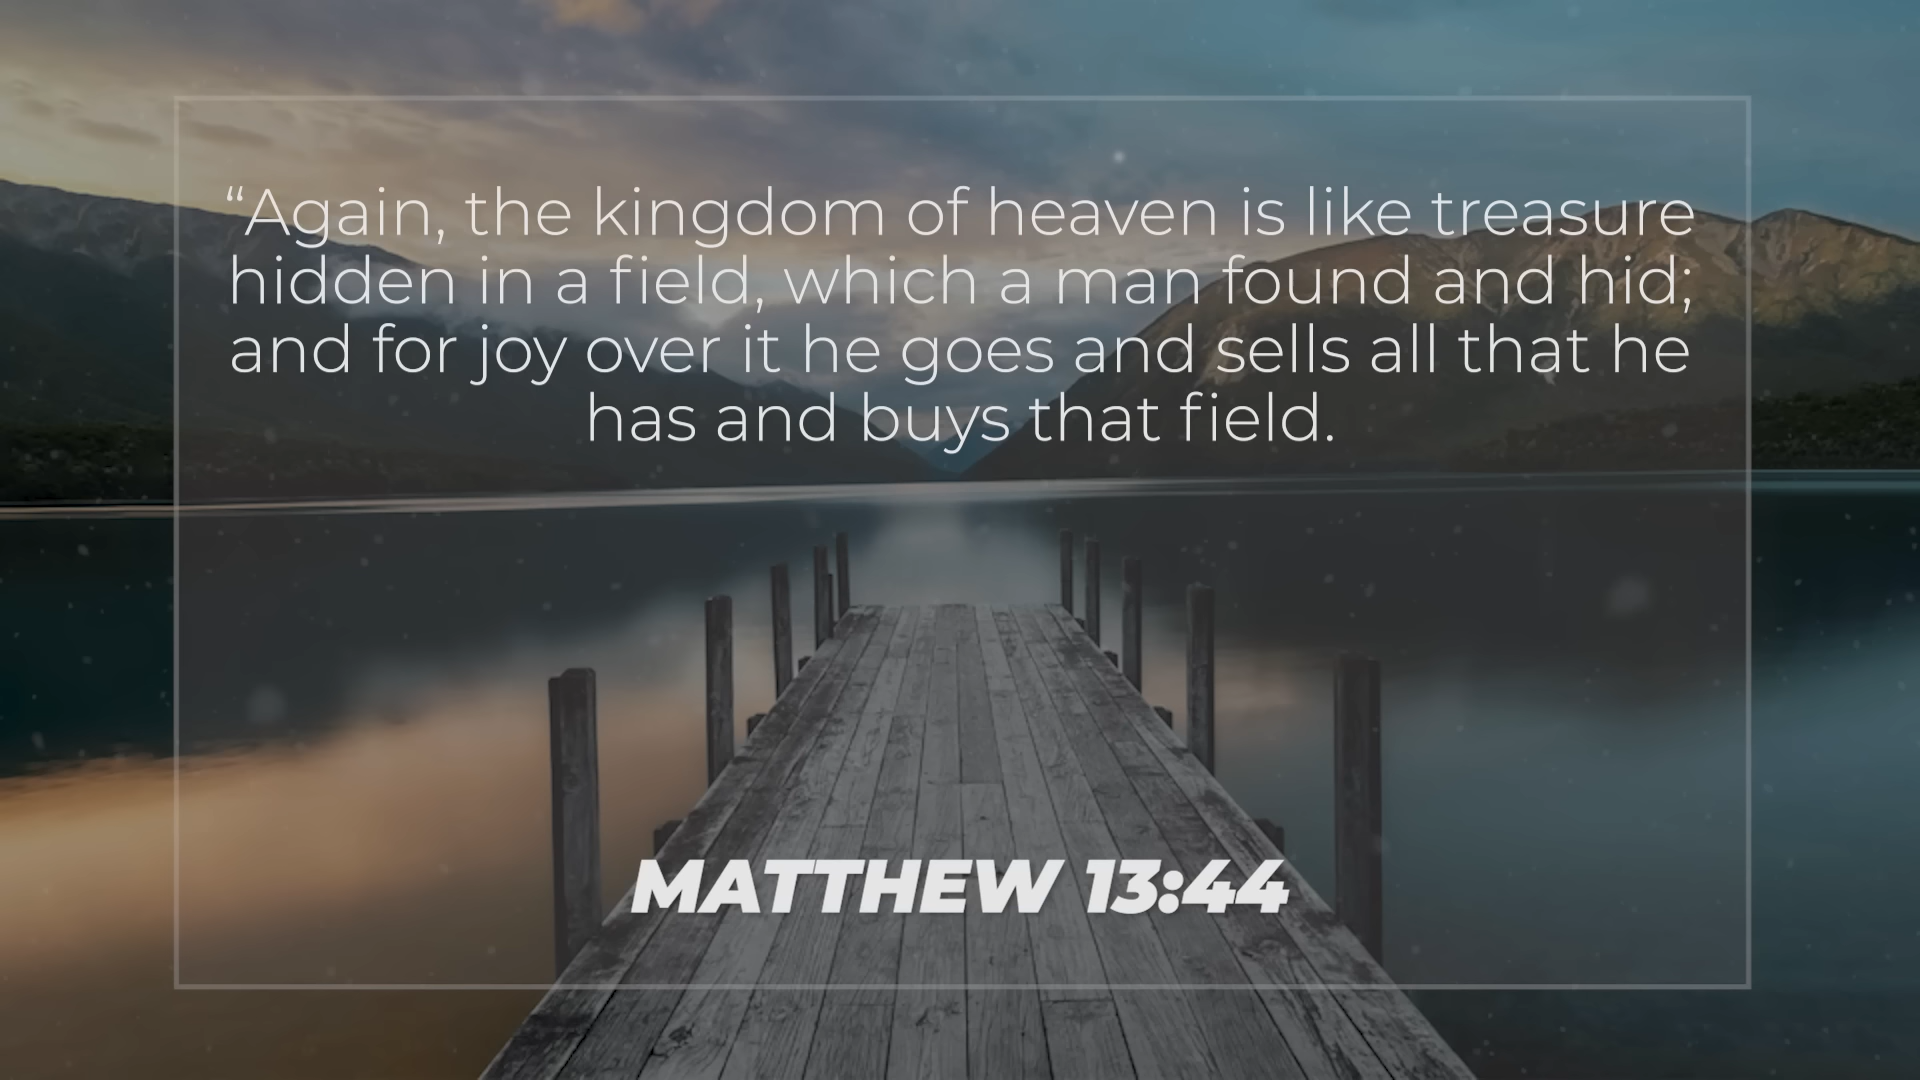 “Again, the kingdom of heaven is like treasure
hidden in a field, which a man found and hid;
and for joy over it he goes and sells all that he
has and buys that field.
MATTHEW 13:44